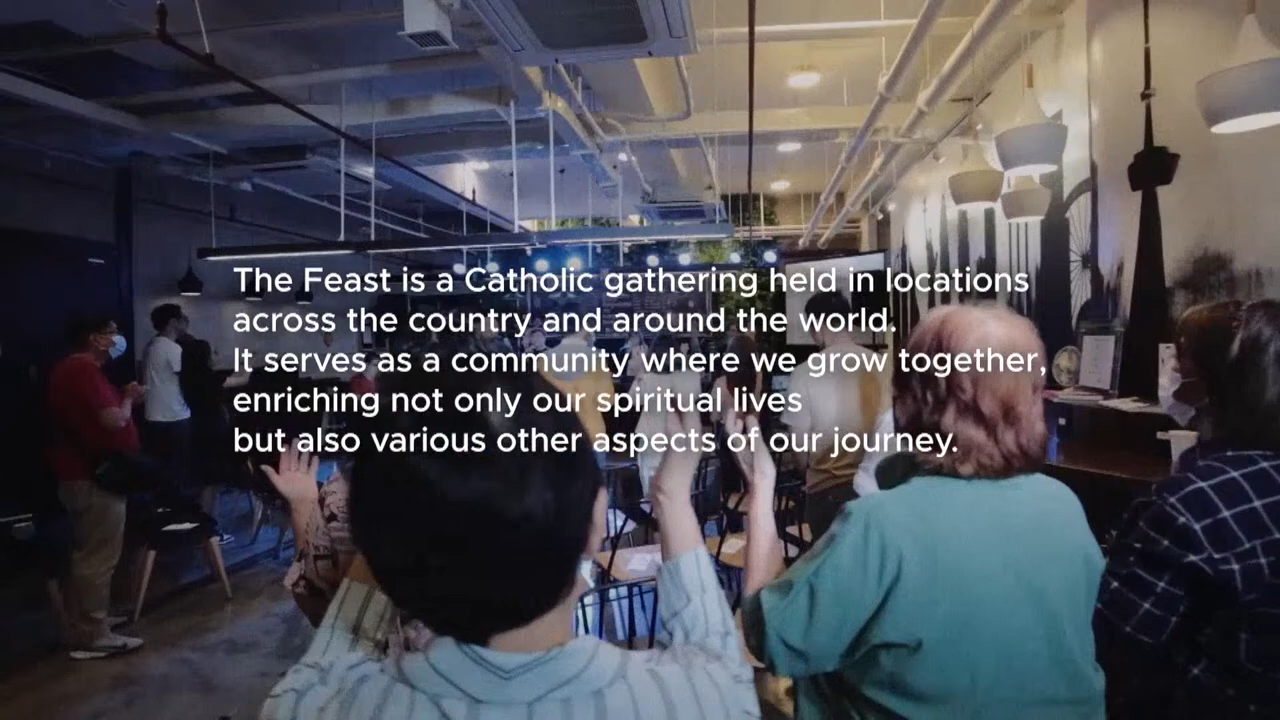 The Feast is a Catholic gathering held in locations
across the country and around the world.
It serves as a community where we grow together,
enriching not only our spiritual lives
but also various other aspects of our journey.